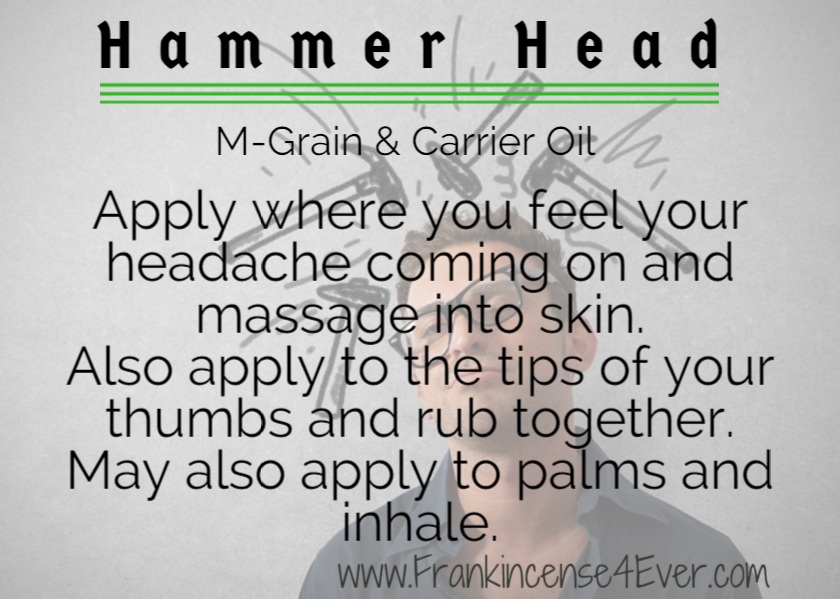 Hammer Head
M-Grain & Carrier Oil
Apply where you feel your
headache coming on and
massage into skin.
Also apply to the tips of your
thumbs and rub together.
May also apply to palms and
inhale.
www.Frankincense4Ever.com